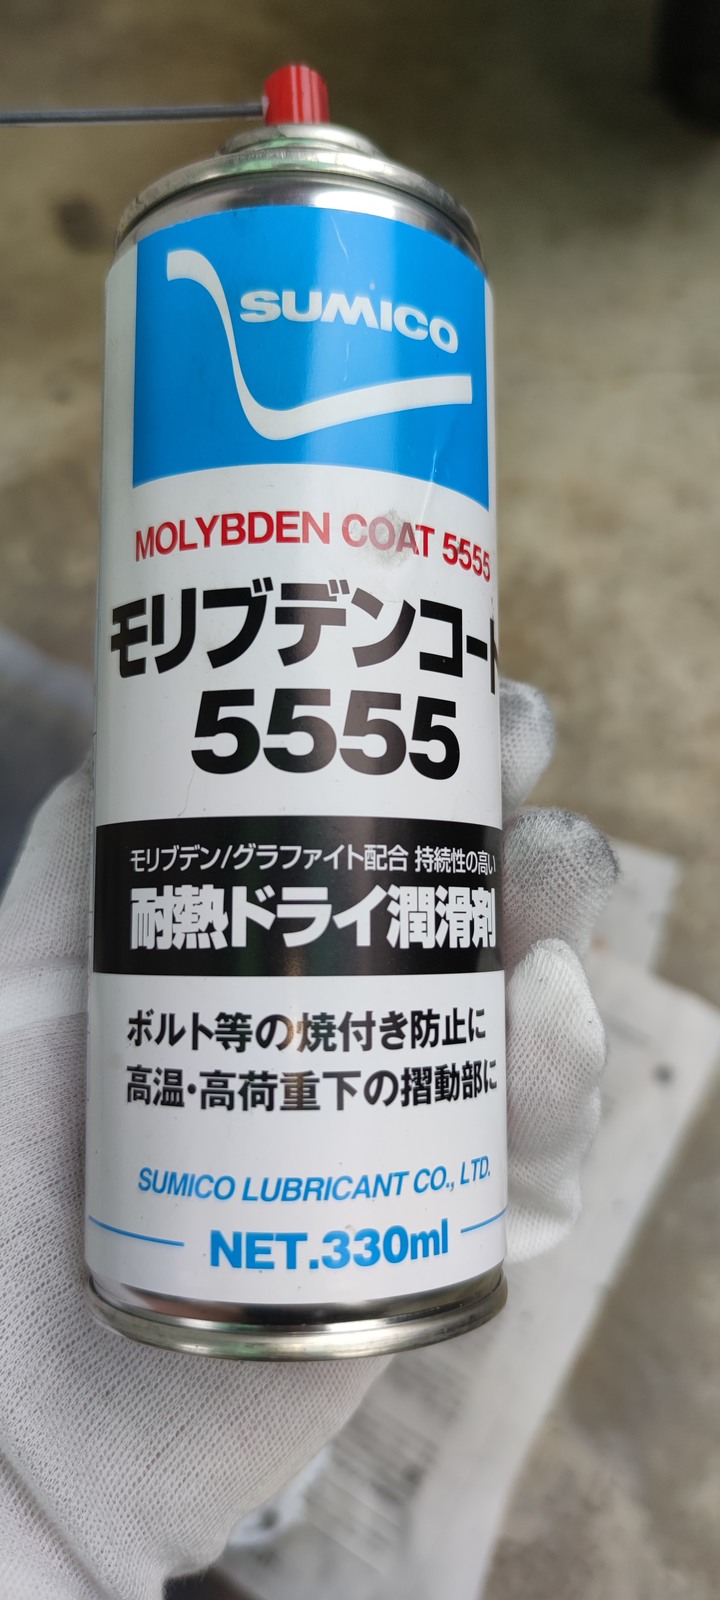 SUMICO
MOLYBDEN COAT 5555
モリブデンコート
5555
モリブデン/グラファイト配合 持続性の高い
耐熱ドライ潤滑剤
ボルト等の焼付き防止に
高温・高荷重下の摺動部に
SUMICO LUBRICANT CO., LTD.
NET.330ml